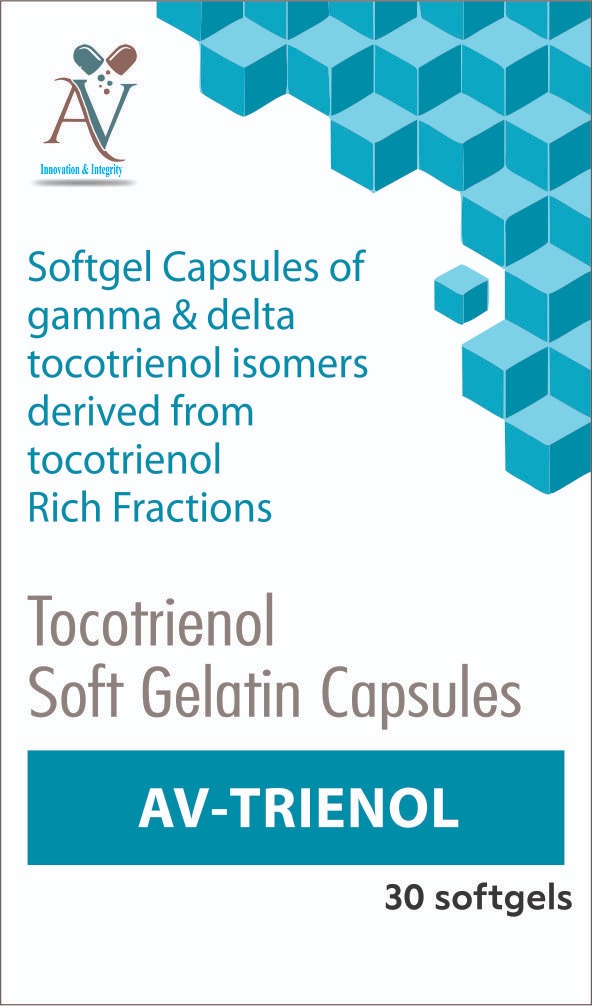 AV
Innovation & Integrity
Softgel Capsules of
gamma & delta
tocotrienol isomers
derived from
tocotrienol
Rich Fractions
Tocotrienol
Soft Gelatin Capsules
AV-TRIENOL
30 softgels